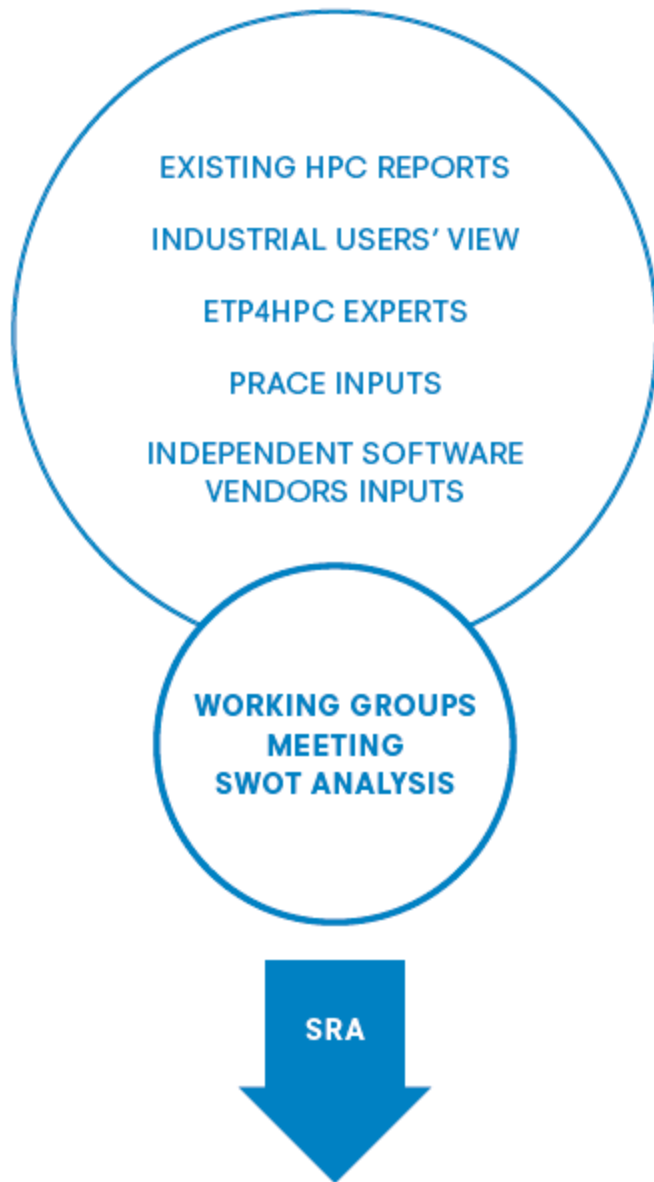 EXISTING HPC REPORTS
INDUSTRIAL USERS’ VIEW
ETP4HPC EXPERTS
PRACE INPUTS
INDEPENDENT SOFTWARE
VENDORS INPUTS
WORKING GROUPS
MEETING
SWOT ANALYSIS
SRA